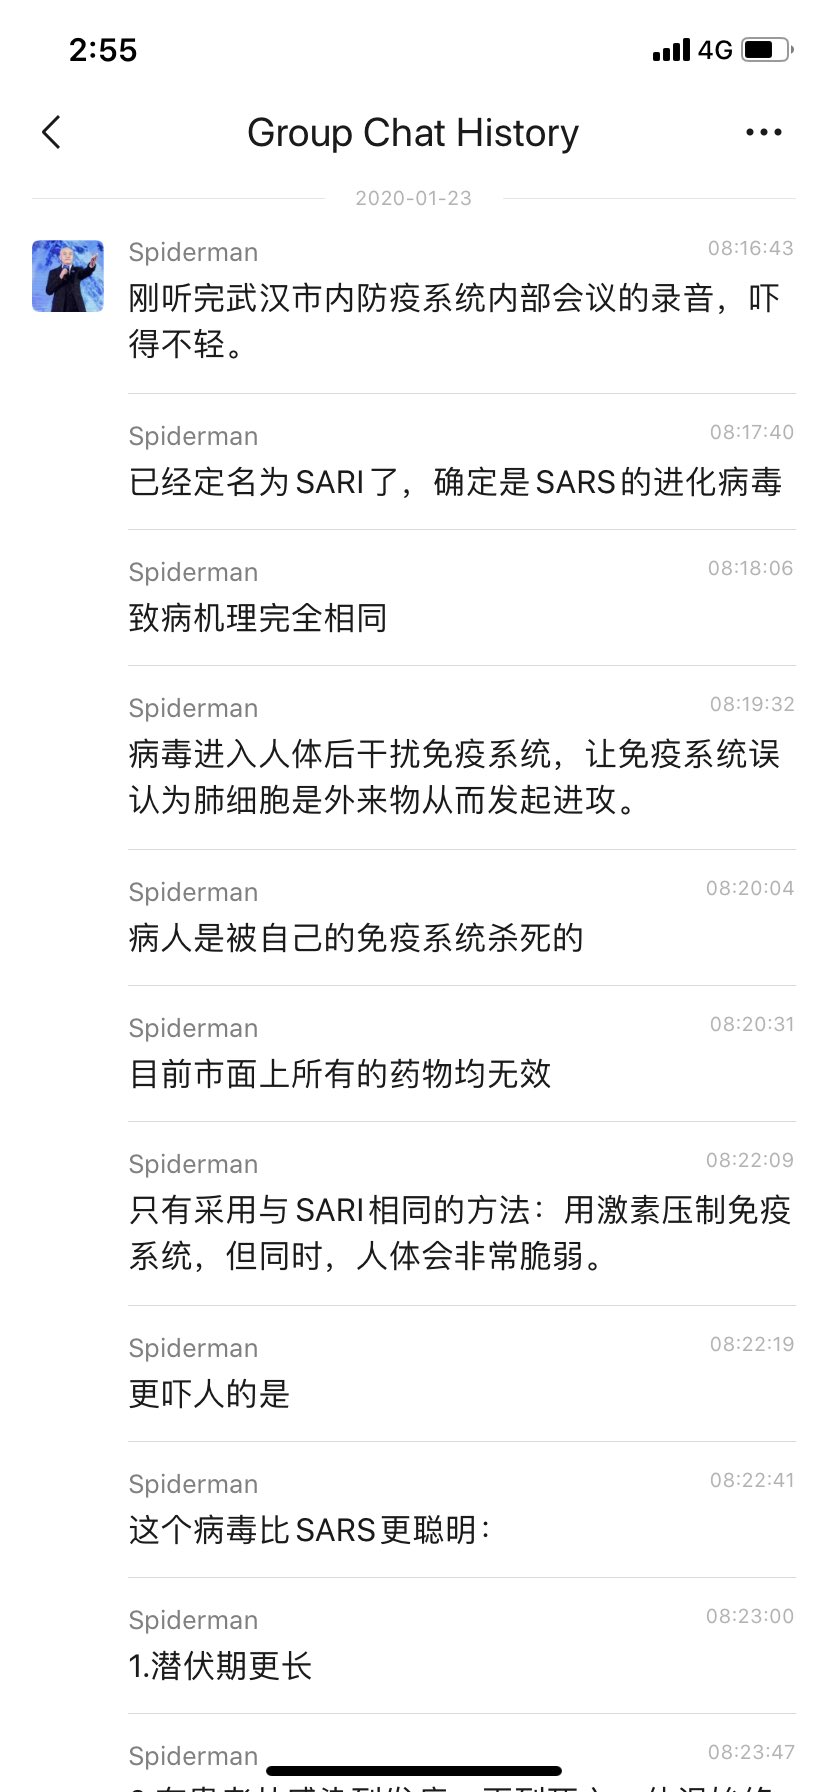 2:55
4G
Group Chat History
2020-01-23
Spiderman 08:16:43
刚听完武汉市内防疫系统内部会议的录音，吓
得不轻。
Spiderman 08:17:40
已经定名为SARI了，确定是SARS的进化病毒
Spiderman 08:18:06
致病机理完全相同
Spiderman 08:19:32
病毒进入人体后干扰免疫系统，让免疫系统误
认为肺细胞是外来物从而发起进攻。
Spiderman 08:20:04
病人是被自己的免疫系统杀死的
Spiderman 08:20:31
目前市面上所有的药物均无效
Spiderman 08:22:09
只有采用与SARI相同的方法：用激素压制免疫
系统，但同时，人体会非常脆弱。
Spiderman 08:22:19
更吓人的是
Spiderman 08:22:41
这个病毒比SARS更聪明：
Spiderman 08:23:00
1.潜伏期更长
Spiderman 08:23:47